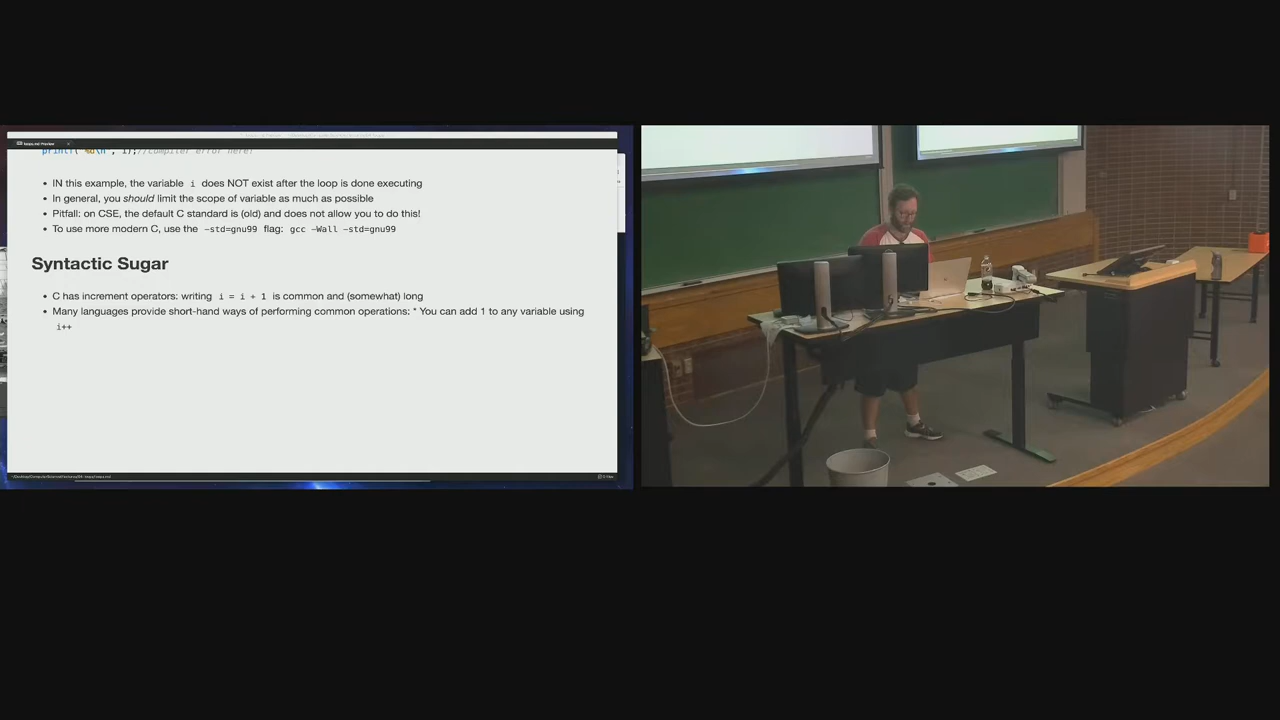 printf("%d\n", i);//compiler error here!
• IN this example, the variable i does NOT exist after the loop is done executing
• In general, you should limit the scope of variable as much as possible
• Pitfall: on CSE, the default C standard is (old) and does not allow you to do this!
• To use more modern C, use the -std=gnu99 flag: gcc -Wall -std=gnu99
Syntactic Sugar
• C has increment operators: writing i = i + 1 is common and (somewhat) long
• Many languages provide short-hand ways of performing common operations: * You can add 1 to any variable using
i++